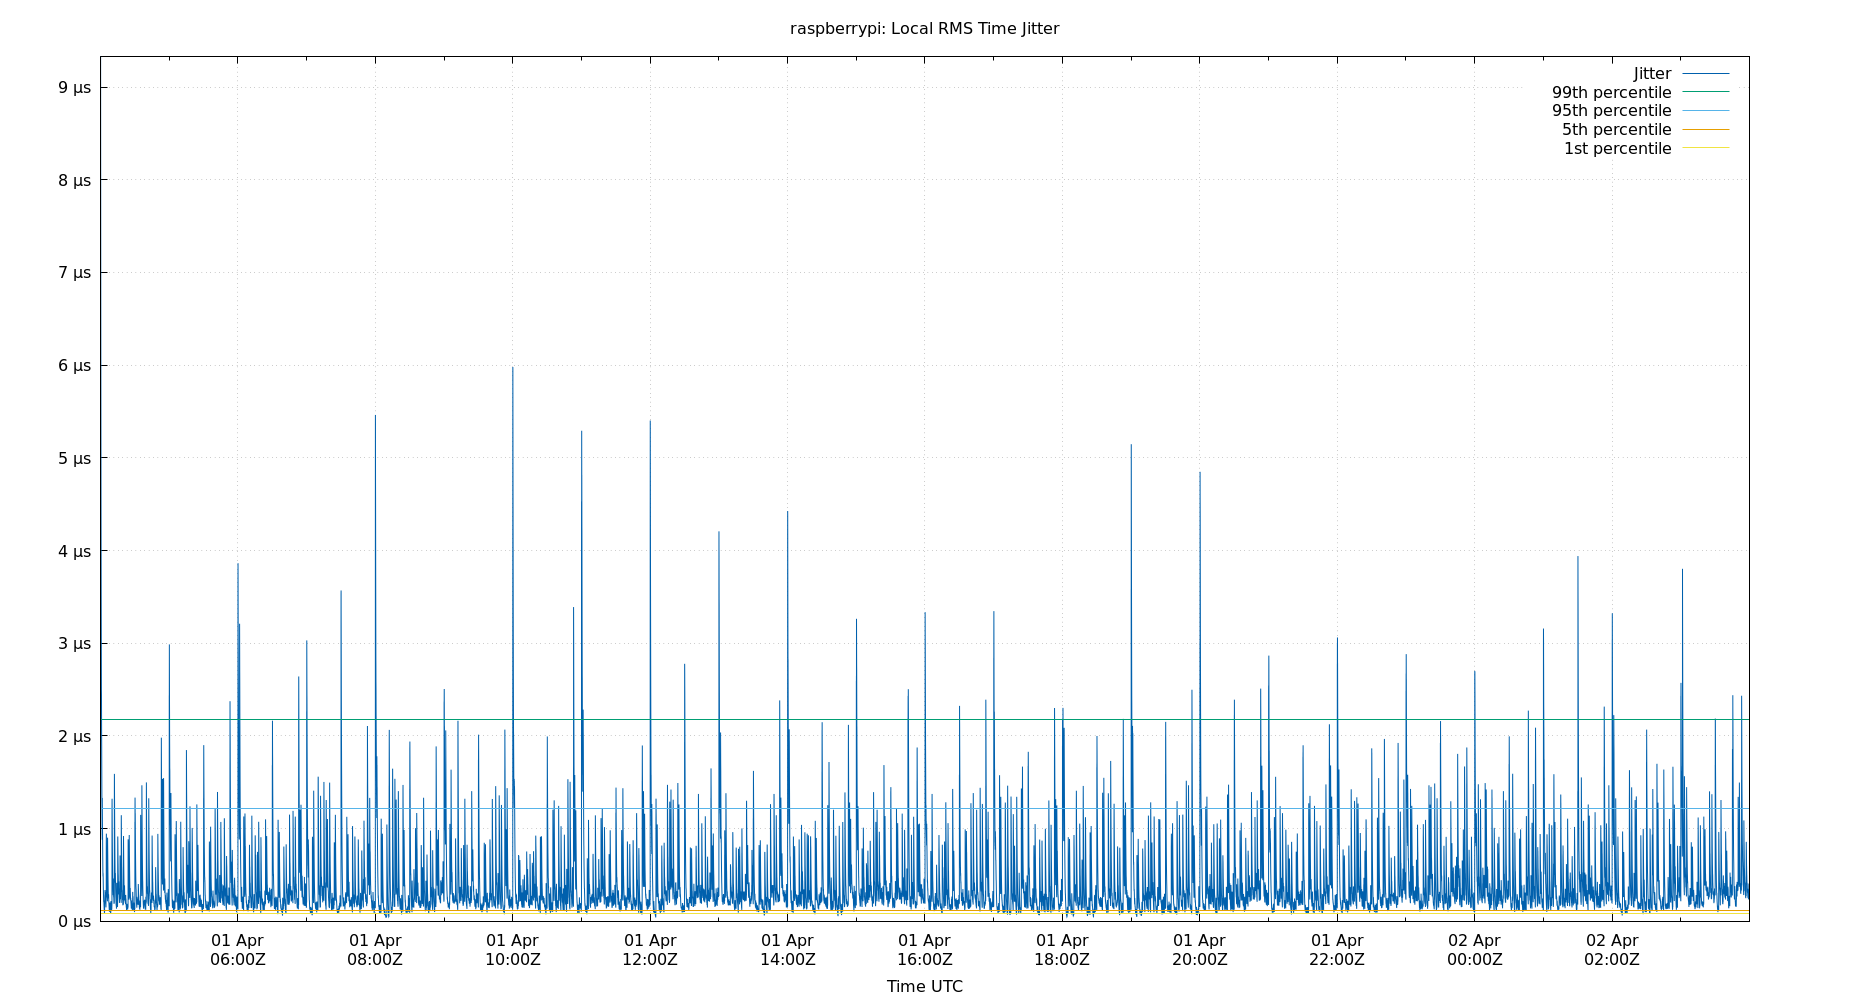 raspberrypi: Local RMS Time Jitter
Jitter
99th percentile
95th percentile
5th percentile
1st percentile
9 μs
8 μs
7 μs
6 μs
5 μs
4 μs
3 μs
2 μs
1 μs
0 μs
01 Apr 01 Apr 01 Apr 01 Apr 01 Apr 01 Apr 01 Apr 01 Apr 01 Apr 02 Apr 02 Apr
06:00Z 08:00Z 10:00Z 12:00Z 14:00Z 16:00Z 18:00Z 20:00Z 22:00Z 00:00Z 02:00Z
Time UTC